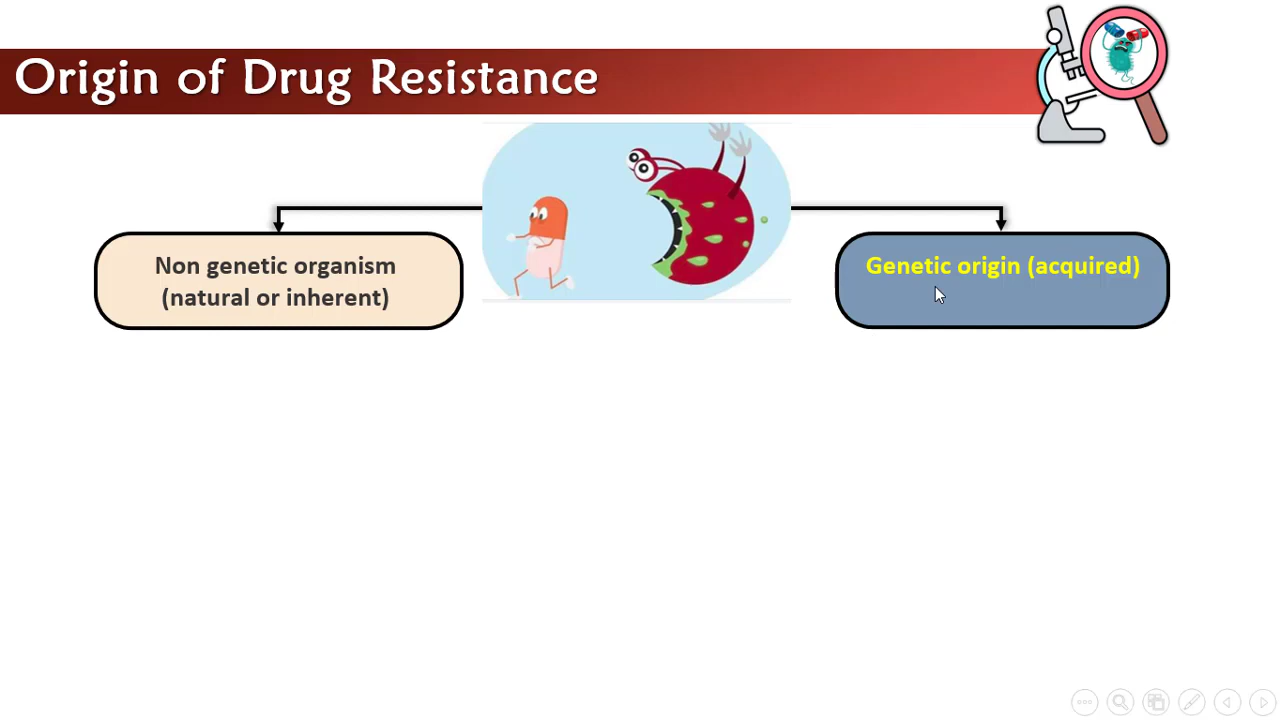 Origin of Drug Resistance
Non genetic organism
(natural or inherent)
Genetic origin (acquired)